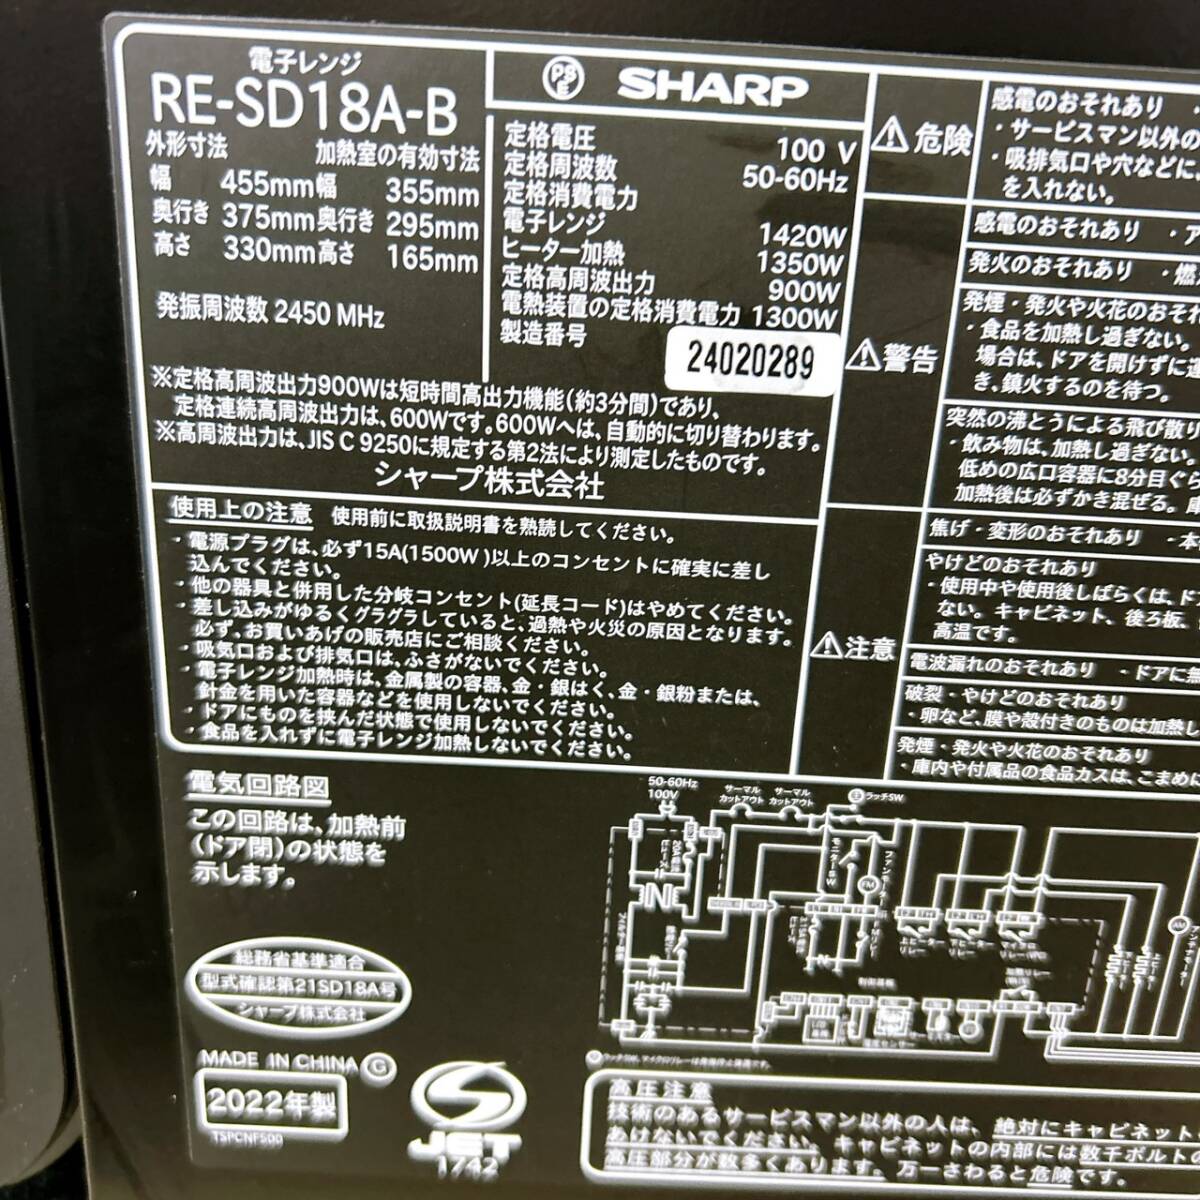 電子レンジ
RE-SD18A-B
外形寸法 加熱室の有効寸法
幅 455mm 幅 355mm
奥行き 375mm 奥行き 295mm
高さ 330mm 高さ 165mm
発振周波数 2450 MHz
PSE SHARP
定格電圧 100 V
定格周波数 50-60Hz
定格消費電力
電子レンジ 1420W
ヒーター加熱 1350W
定格高周波出力 900W
電熱装置の定格消費電力 1300W
製造番号 24020289
※定格高周波出力900Wは短時間高出力機能(約3分間)であり、
定格連続高周波出力は、600Wです。600Wへは、自動的に切り替わります。
※高周波出力は、JIS C 9250に規定する第2法により測定したものです。
シャープ株式会社
使用上の注意 使用前に取扱説明書を熟読してください。
・電源プラグは、必ず15A(1500W)以上のコンセントに確実に差し
込んでください。
・他の器具と併用した分岐コンセント(延長コード)はやめてください。
・差し込みがゆるくグラグラしていると、過熱や火災の原因となります。
必ず、お買いあげの販売店にご相談ください。
・吸気口および排気口は、ふさがないでください。
・電子レンジ加熱時は、金属製の容器、金・銀はく、金・銀粉または、
針金を用いた容器などを使用しないでください。
・ドアにものを挟んだ状態で使用しないでください。
・食品を入れずに電子レンジ加熱しないでください。
危険
感電のおそれあり
・サービスマン以外の
・吸排気口や穴などに
を入れない。
警告
感電のおそれあり ・ア
発火のおそれあり ・燃
発煙・発火や火花のおそれ
・食品を加熱し過ぎない。
場合は、ドアを開けずに運
き、鎮火するのを待つ。
突然の沸とうによる飛び散り
・飲み物は、加熱し過ぎない。
低めの広口容器に8分目ぐら
加熱後は必ずかき混ぜる。庫
注意
焦げ・変形のおそれあり ・本
やけどのおそれあり
・使用中や使用後しばらくは、ド
ない。キャビネット、後ろ板、
高温です。
電波漏れのおそれあり ・ドアに無
破裂・やけどのおそれあり
・卵など、膜や殻付きのものは加熱し
発煙・発火や火花のおそれあり
・庫内や付属品の食品カスは、こまめに
電気回路図
この回路は、加熱前
(ドア閉)の状態を
示します。
50-60Hz
100V
サーマル
カットアウト
サーマル
カットアウト
ラッチSW
モニターSW
ファンモーター
FM
AM
総務省基準適合
型式確認第21SD18A号
シャープ株式会社
MADE IN CHINA G
2022年製
TSPCNF500
JET
1742
高圧注意
技術のあるサービスマン以外の人は、絶対にキャビネット
あけないでください。キャビネットの内部には数千ボルトの
高圧部分が数多くあります。万一さわると危険です。